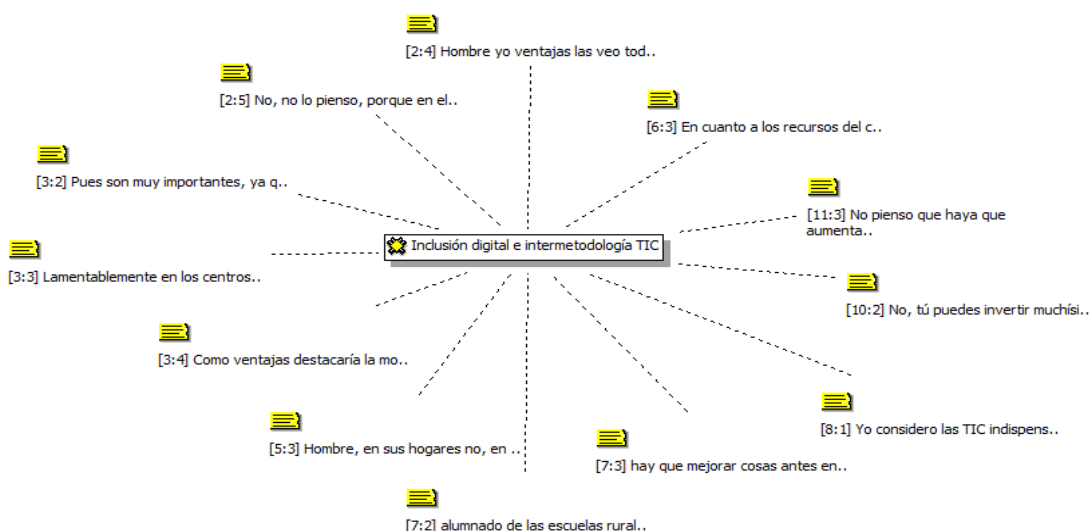 [2:4] Hombre yo ventajas las veo tod..
[2:5] No, no lo pienso, porque en el..
[6:3] En cuanto a los recursos del c..
[3:2] Pues son muy importantes, ya q..
[11:3] No pienso que haya que
aumenta..
Inclusión digital e intermetodología TIC
[3:3] Lamentablemente en los centros..
[10:2] No, tú puedes invertir muchísi..
[3:4] Como ventajas destacaría la mo..
[8:1] Yo considero las TIC indispens..
[5:3] Hombre, en sus hogares no, en ..
[7:3] hay que mejorar cosas antes en..
[7:2] alumnado de las escuelas rural..